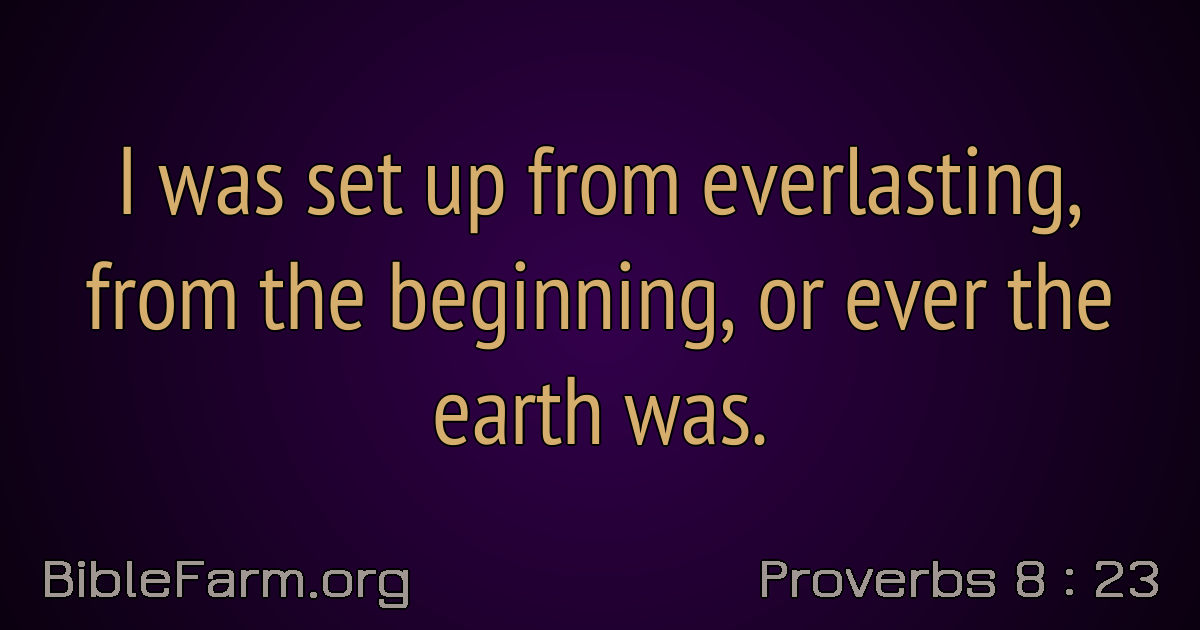 I was set up from everlasting,
from the beginning, or ever the
earth was.
BibleFarm.org
Proverbs 8 : 23